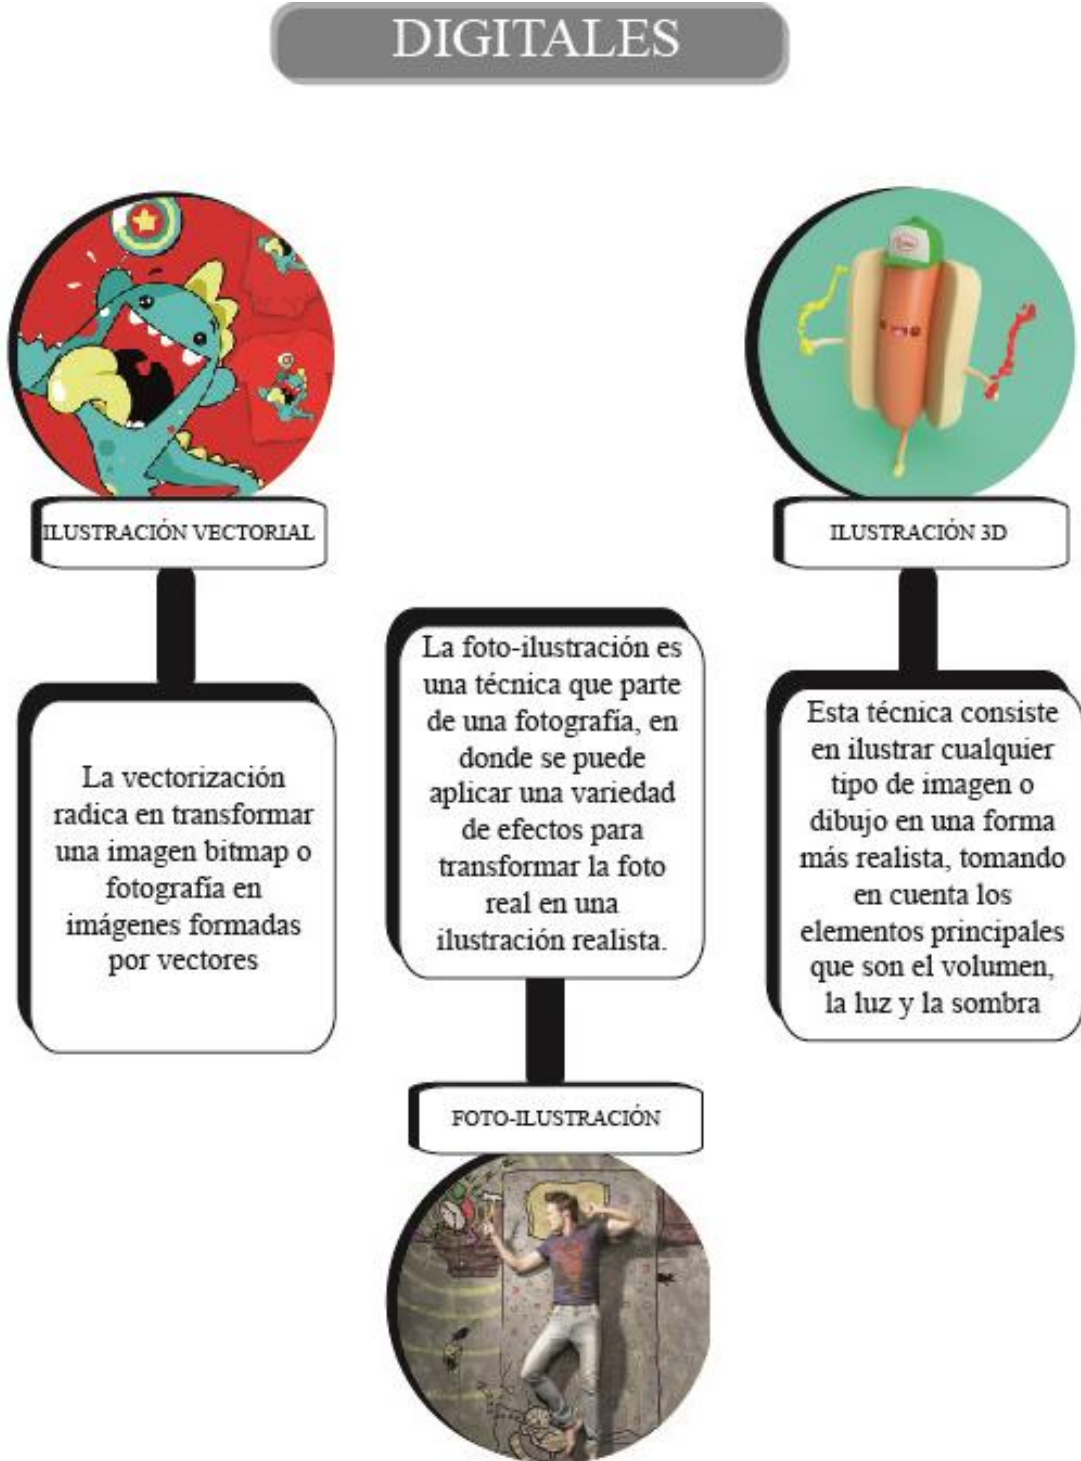 DIGITALES
ILUSTRACIÓN VECTORIAL
La vectorización
radica en transformar
una imagen bitmap o
fotografía en
imágenes formadas
por vectores
La foto-ilustración es
una técnica que parte
de una fotografía, en
donde se puede
aplicar una variedad
de efectos para
transformar la foto
real en una
ilustración realista.
FOTO-ILUSTRACIÓN
ILUSTRACIÓN 3D
Esta técnica consiste
en ilustrar cualquier
tipo de imagen o
dibujo en una forma
más realista, tomando
en cuenta los
elementos principales
que son el volumen,
la luz y la sombra